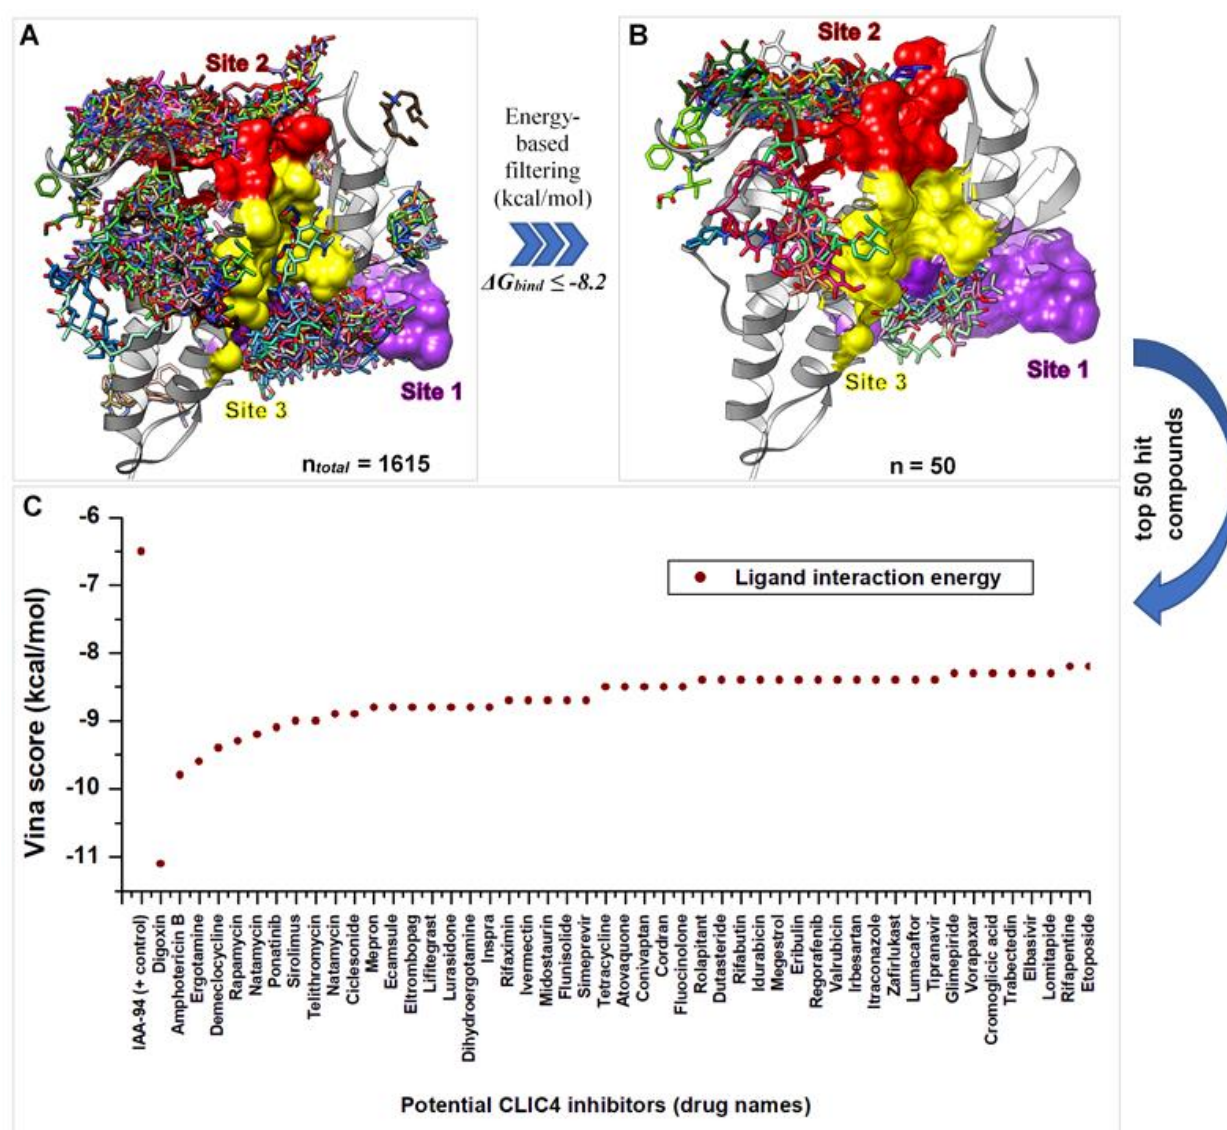 A
Site 2
Site 1
Site 3
n total = 1615
Energy-
based
filtering
(kcal/mol)
ΔG bind ≤ -8.2
B
Site 2
Site 1
Site 3
n = 50
top 50 hit
compounds
C
Vina score (kcal/mol)
-6
-7
-8
-9
-10
-11
Ligand interaction energy
IAA-94 (+ control)
Digoxin
Amphotericin B
Ergotamine
Demeclocycline
Rapamycin
Natamycin
Ponatinib
Sirolimus
Telithromycin
Natamycin
Ciclesonide
Mepron
Ecamsule
Eltrombopag
Lifitegrast
Lurasidone
Dihydroergotamine
Inspra
Rifaximin
Ivermectin
Midostaurin
Flunisolide
Simeprevir
Tetracycline
Atovaquone
Conivaptan
Cordran
Fluocinolone
Rolapitant
Dutasteride
Rifabutin
Idurabicin
Megestrol
Eribulin
Regorafenib
Valrubicin
Irbesartan
Itraconazole
Zafirlukast
Lumacaftor
Tipranavir
Glimepiride
Vorapaxar
Cromoglicic acid
Trabectedin
Elbasivir
Lomitapide
Rifapentine
Etoposide
Potential CLIC4 inhibitors (drug names)